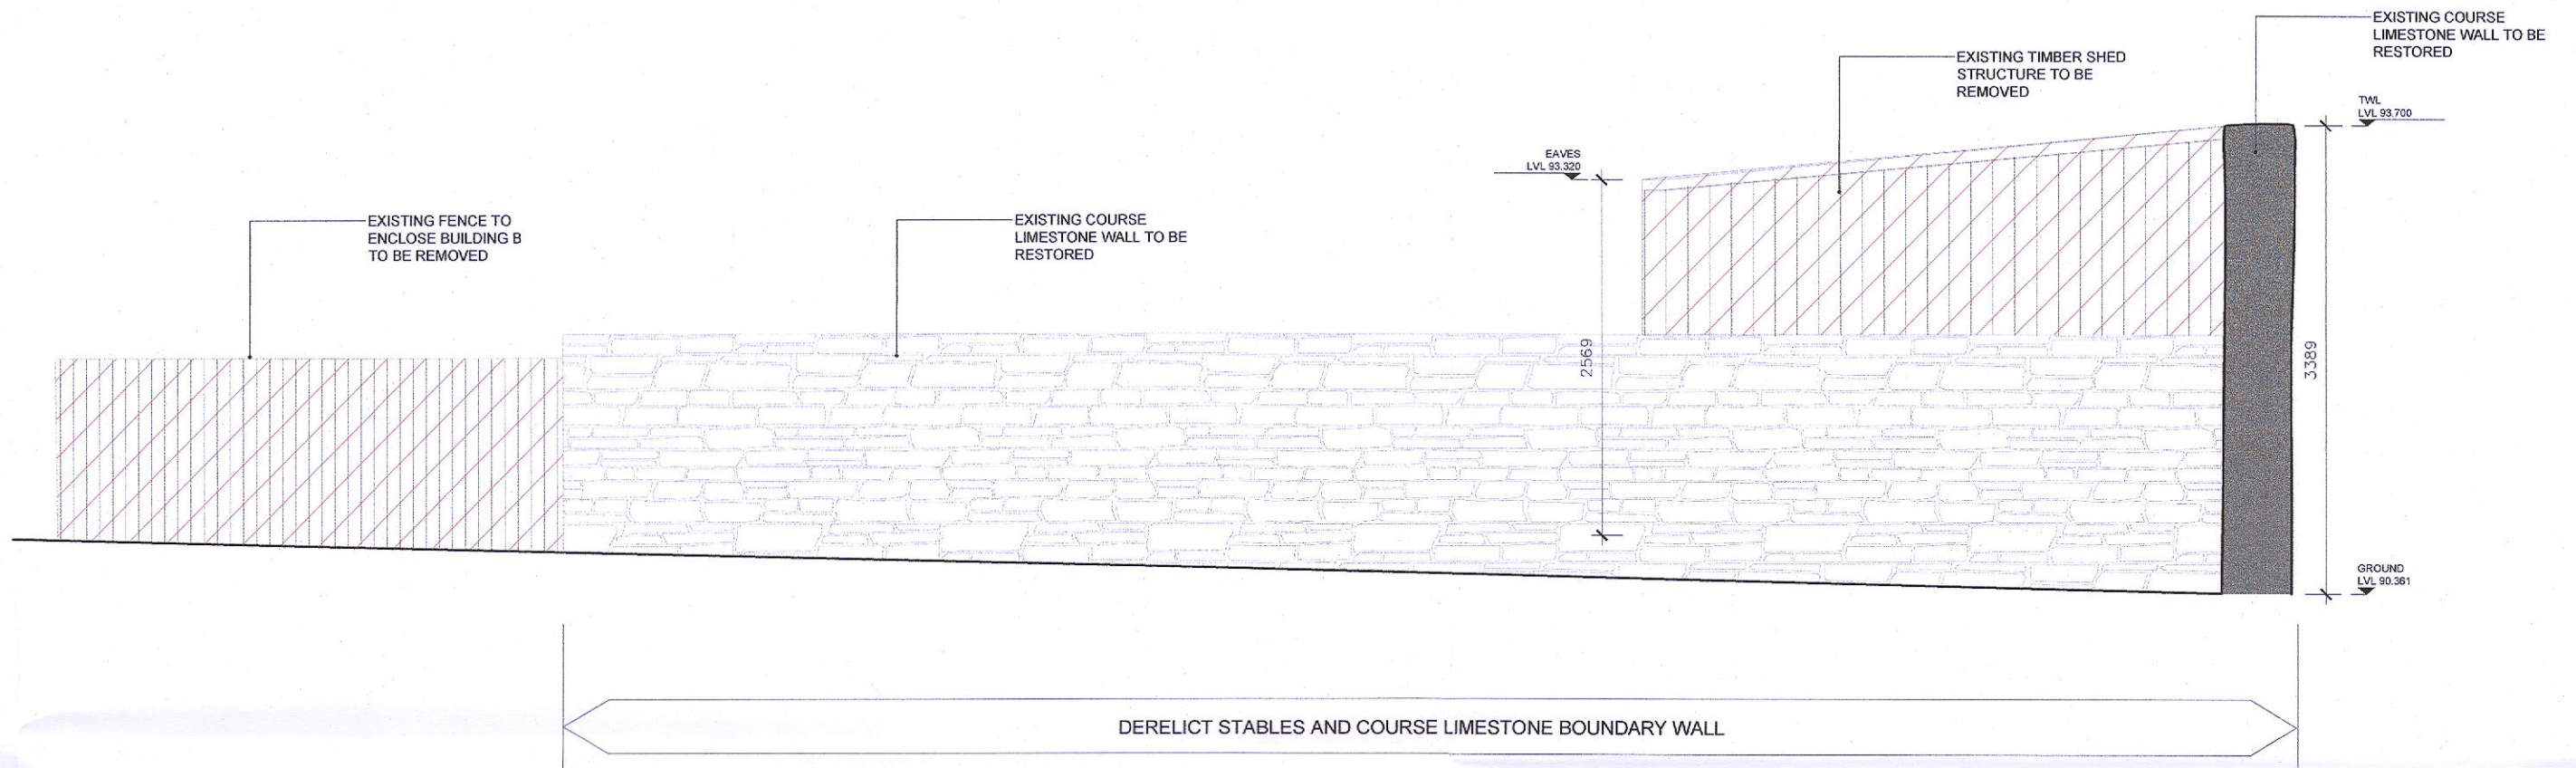 EXISTING COURSE
LIMESTONE WALL TO BE
RESTORED
EXISTING TIMBER SHED
STRUCTURE TO BE
REMOVED
TWL
LVL 93.700
EAVES
LVL 93.320
EXISTING FENCE TO
ENCLOSE BUILDING B
TO BE REMOVED
EXISTING COURSE
LIMESTONE WALL TO BE
RESTORED
2569
3389
GROUND
LVL 90.361
DERELICT STABLES AND COURSE LIMESTONE BOUNDARY WALL